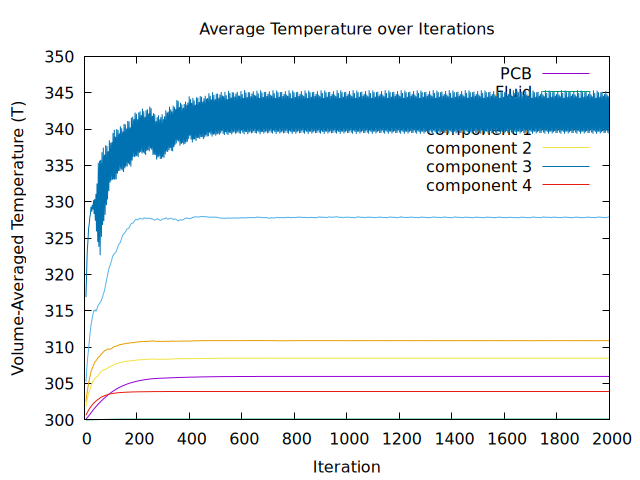 Average Temperature over Iterations
350
345
340
335
330
325
320
315
310
305
300
Volume-Averaged Temperature (T)
PCB
Fluid
component 1
component 2
component 3
component 4
0
200
400
600
800
1000
1200
1400
1600
1800
2000
Iteration